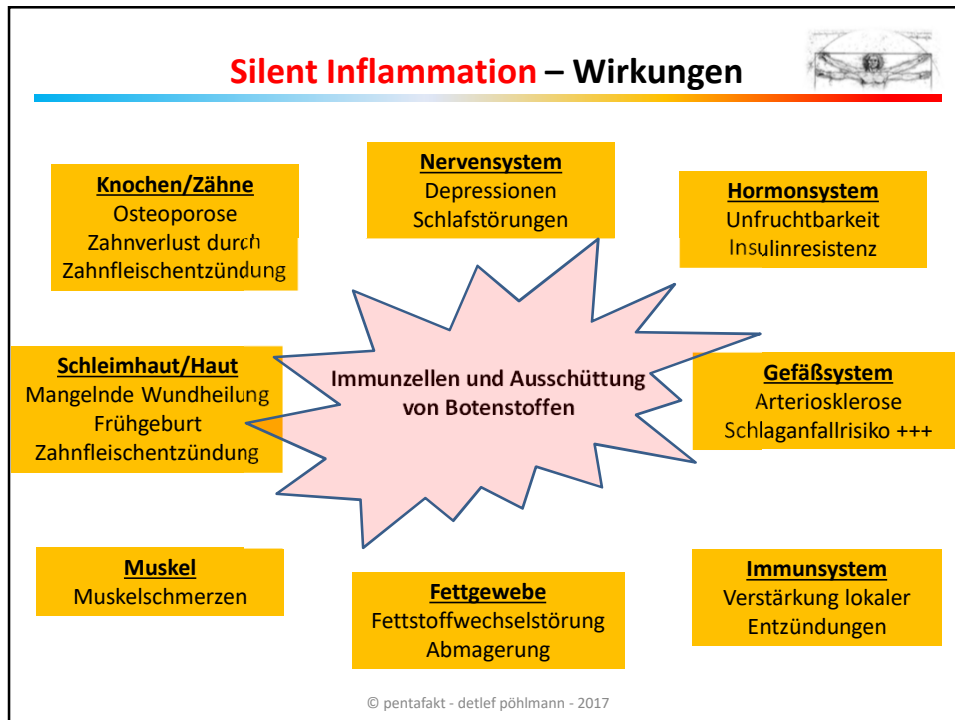 Silent Inflammation – Wirkungen
Knochen/Zähne
Osteoporose
Zahnverlust durch
Zahnfleischentzündung
Nervensystem
Depressionen
Schlafstörungen
Hormonsystem
Unfruchtbarkeit
Insulinresistenz
Schleimhaut/Haut
Mangelnde Wundheilung
Frühgeburt
Zahnfleischentzündung
Immunzellen und Ausschüttung
von Botenstoffen
Gefäßsystem
Arteriosklerose
Schlaganfallrisiko +++
Muskel
Muskelschmerzen
Fettgewebe
Fettstoffwechselstörung
Abmagerung
Immunsystem
Verstärkung lokaler
Entzündungen
© pentafakt - detlef pöhlmann - 2017